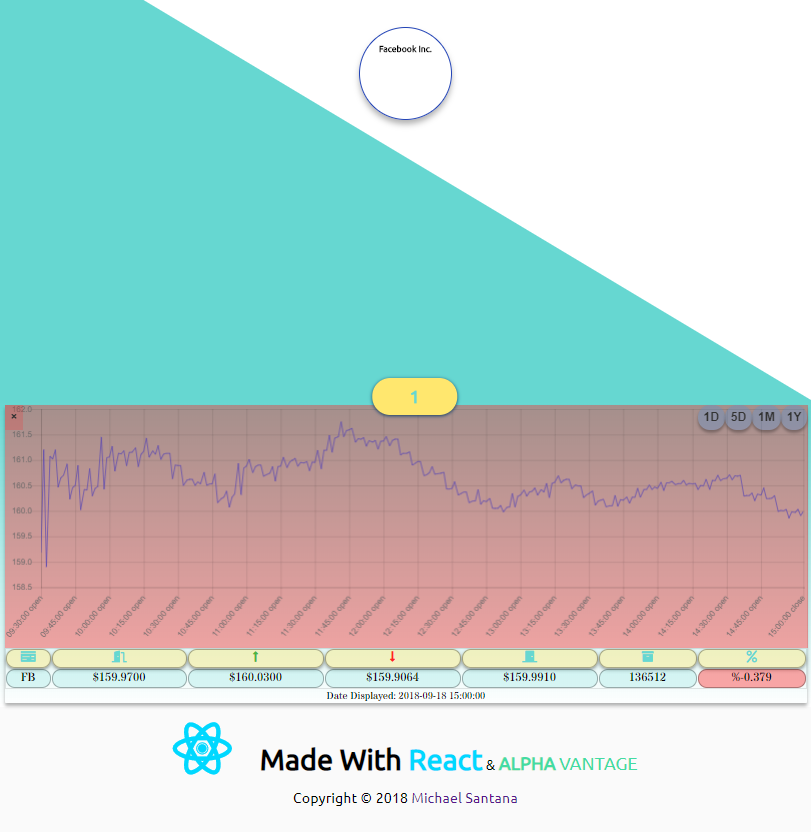 Facebook Inc.
1
×
1D 5D 1M 1Y
162.0
161.5
161.0
160.5
160.0
159.5
159.0
158.5
09:30:00 open 09:45:00 open 10:00:00 open 10:15:00 open 10:30:00 open 10:45:00 open 11:00:00 open 11:15:00 open 11:30:00 open 11:45:00 open 12:00:00 open 12:15:00 open 12:30:00 open 12:45:00 open 13:00:00 open 13:15:00 open 13:30:00 open 13:45:00 open 14:00:00 open 14:15:00 open 14:30:00 open 14:45:00 open 15:00:00 close
%
FB $159.9700 $160.0300 $159.9064 $159.9910 136512 %-0.379
Date Displayed: 2018-09-18 15:00:00
Made With React & ALPHA VANTAGE
Copyright © 2018 Michael Santana